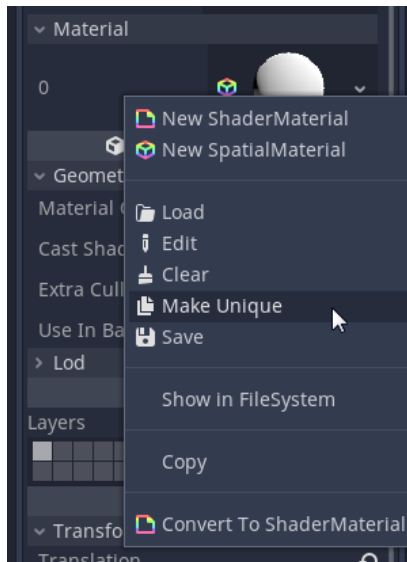 Material
0
New ShaderMaterial
New SpatialMaterial
Geomet
Material
Load
Cast Shad
Edit
Clear
Extra Cull
Make Unique
Use In Ba
Save
Lod
Show in FileSystem
Layers
Copy
Transfo
Convert To ShaderMaterial
Translation